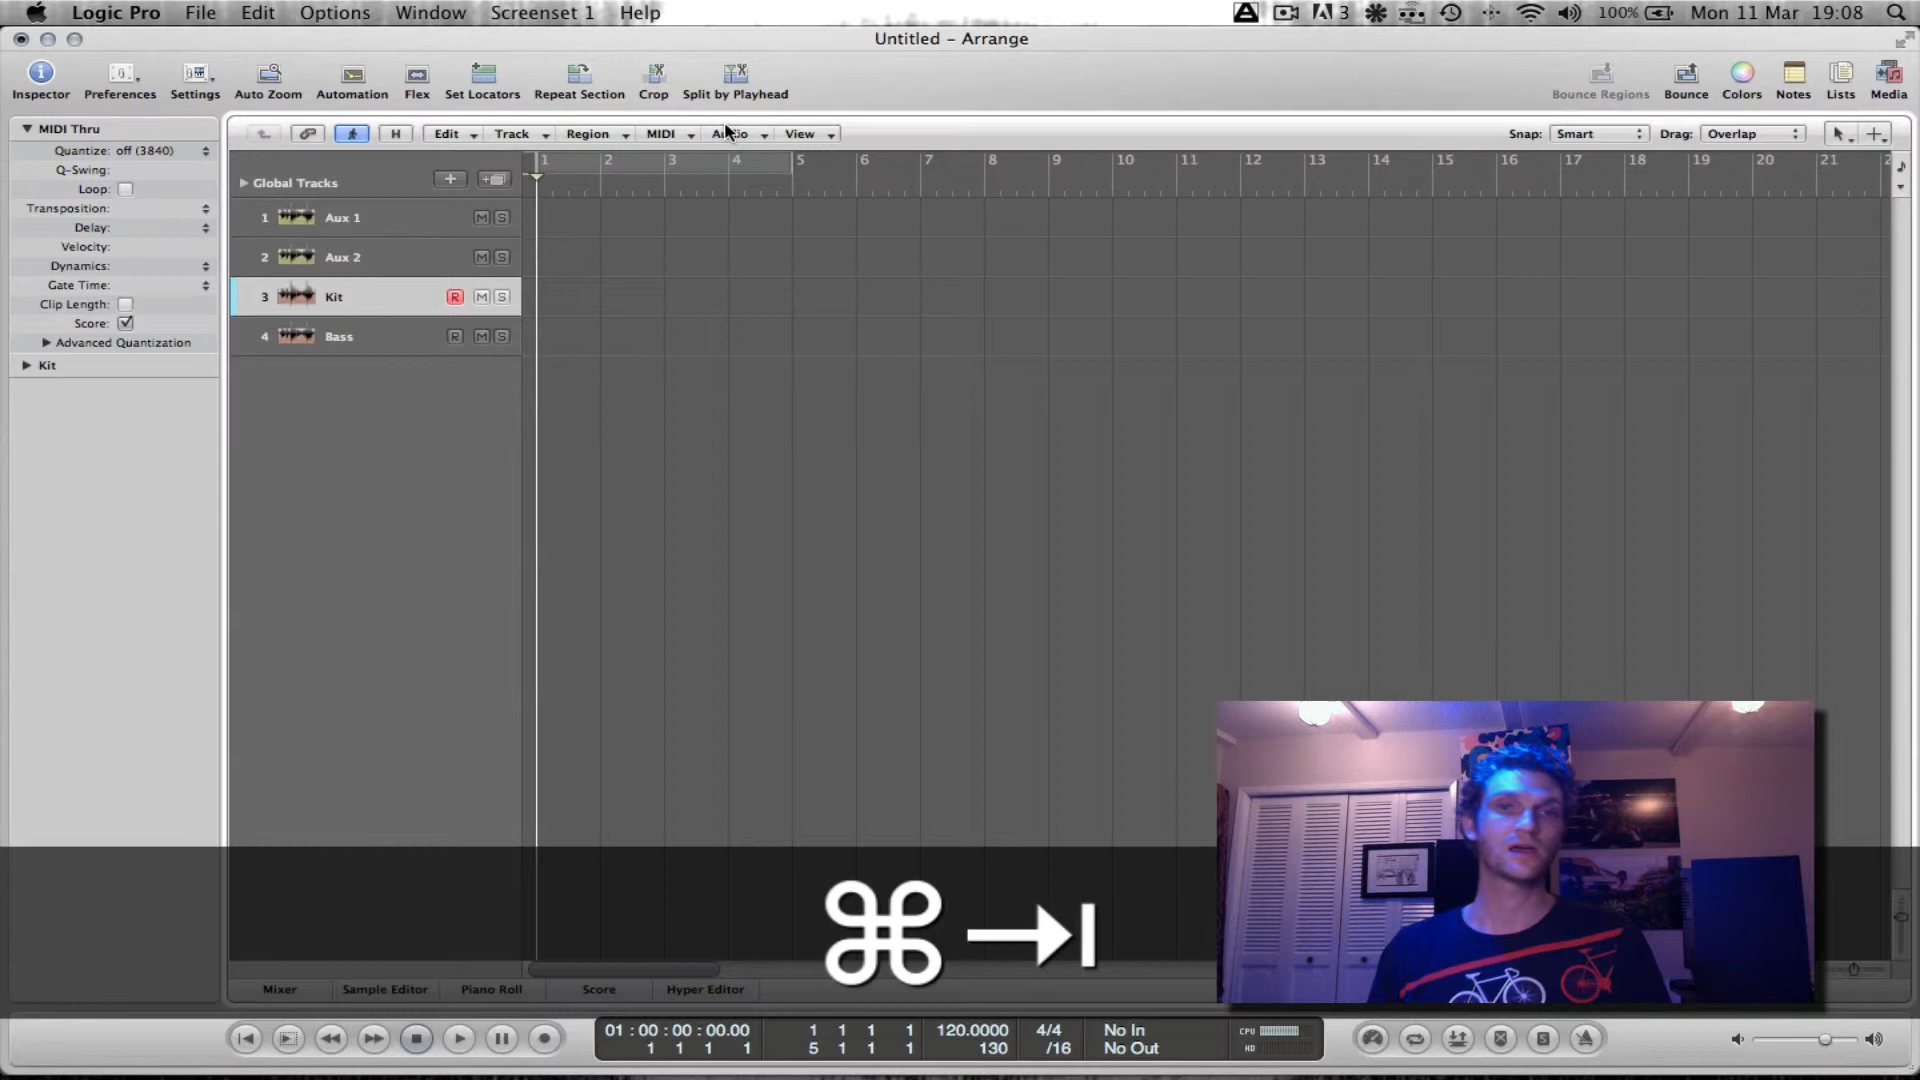 Logic Pro File Edit Options Window Screenset 1 Help
3 100% Mon 11 Mar 19:08
Untitled – Arrange
Inspector Preferences Settings Auto Zoom Automation Flex Set Locators Repeat Section Crop Split by Playhead Bounce Regions Bounce Colors Notes Lists Media
MIDI Thru
H Edit Track Region MIDI View Snap: Smart Drag: Overlap
Quantize: off (3840)
Q-Swing:
Loop:
Transposition:
Delay:
Velocity:
Dynamics:
Gate Time:
Clip Length:
Score:
Advanced Quantization
Kit
Global Tracks
1 2 3 4 5 6 7 8 9 10 11 12 13 14 15 16 17 18 19 20 21
1 Aux 1 M S
2 Aux 2 M S
3 Kit R M S
4 Bass R M S
Mixer Sample Editor Piano Roll Score Hyper Editor
01:00:00:00.00 1 1 1 1 120.0000 4/4 No In CPU
1 1 1 1 5 1 1 1 130 /16 No Out HD